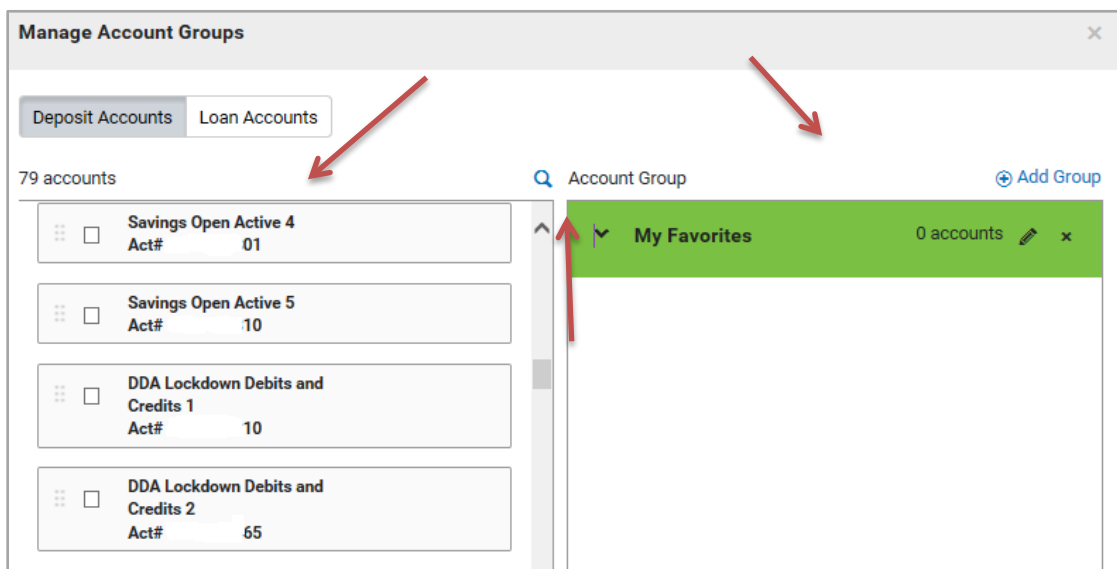 Manage Account Groups
Deposit Accounts Loan Accounts
79 accounts
Savings Open Active 4
Act# 01
Savings Open Active 5
Act# 10
DDA Lockdown Debits and
Credits 1
Act# 10
DDA Lockdown Debits and
Credits 2
Act# 65
Account Group Add Group
My Favorites 0 accounts